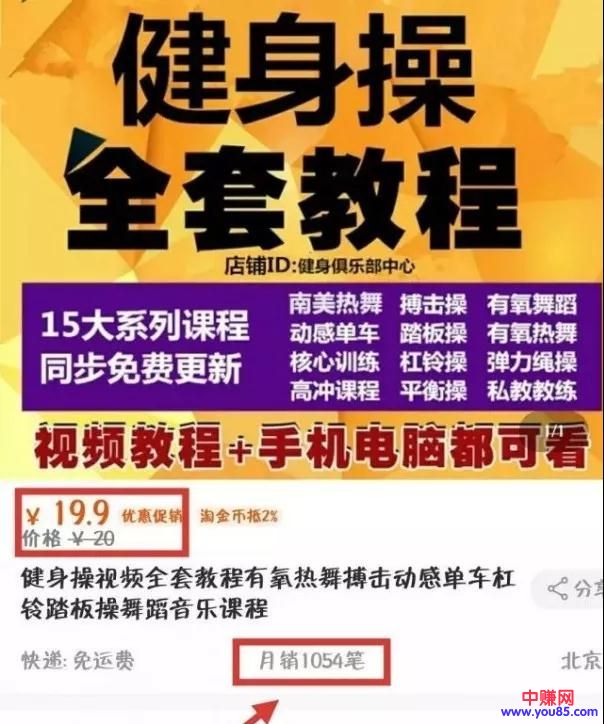 健身操
全套教程
店铺ID:健身俱乐部中心
15大系列课程
同步免费更新
南美热舞 搏击操 有氧舞蹈
动感单车 踏板操 有氧热舞
核心训练 杠铃操 弹力绳操
高冲课程 平衡操 私教教练
1/1
视频教程+手机电脑都可看
¥ 19.9 优惠促销 淘金币抵2%
价格 ¥ 20
健身操视频全套教程有氧热舞搏击动感单车杠
铃踏板操舞蹈音乐课程
分享
快递: 免运费 月销1054笔 北京
中赚网
www.you85.com